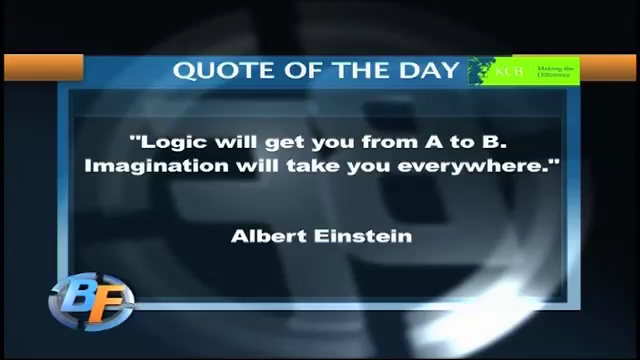 QUOTE OF THE DAY
KCB
Making the
Difference
"Logic will get you from A to B.
Imagination will take you everywhere."
Albert Einstein
BF